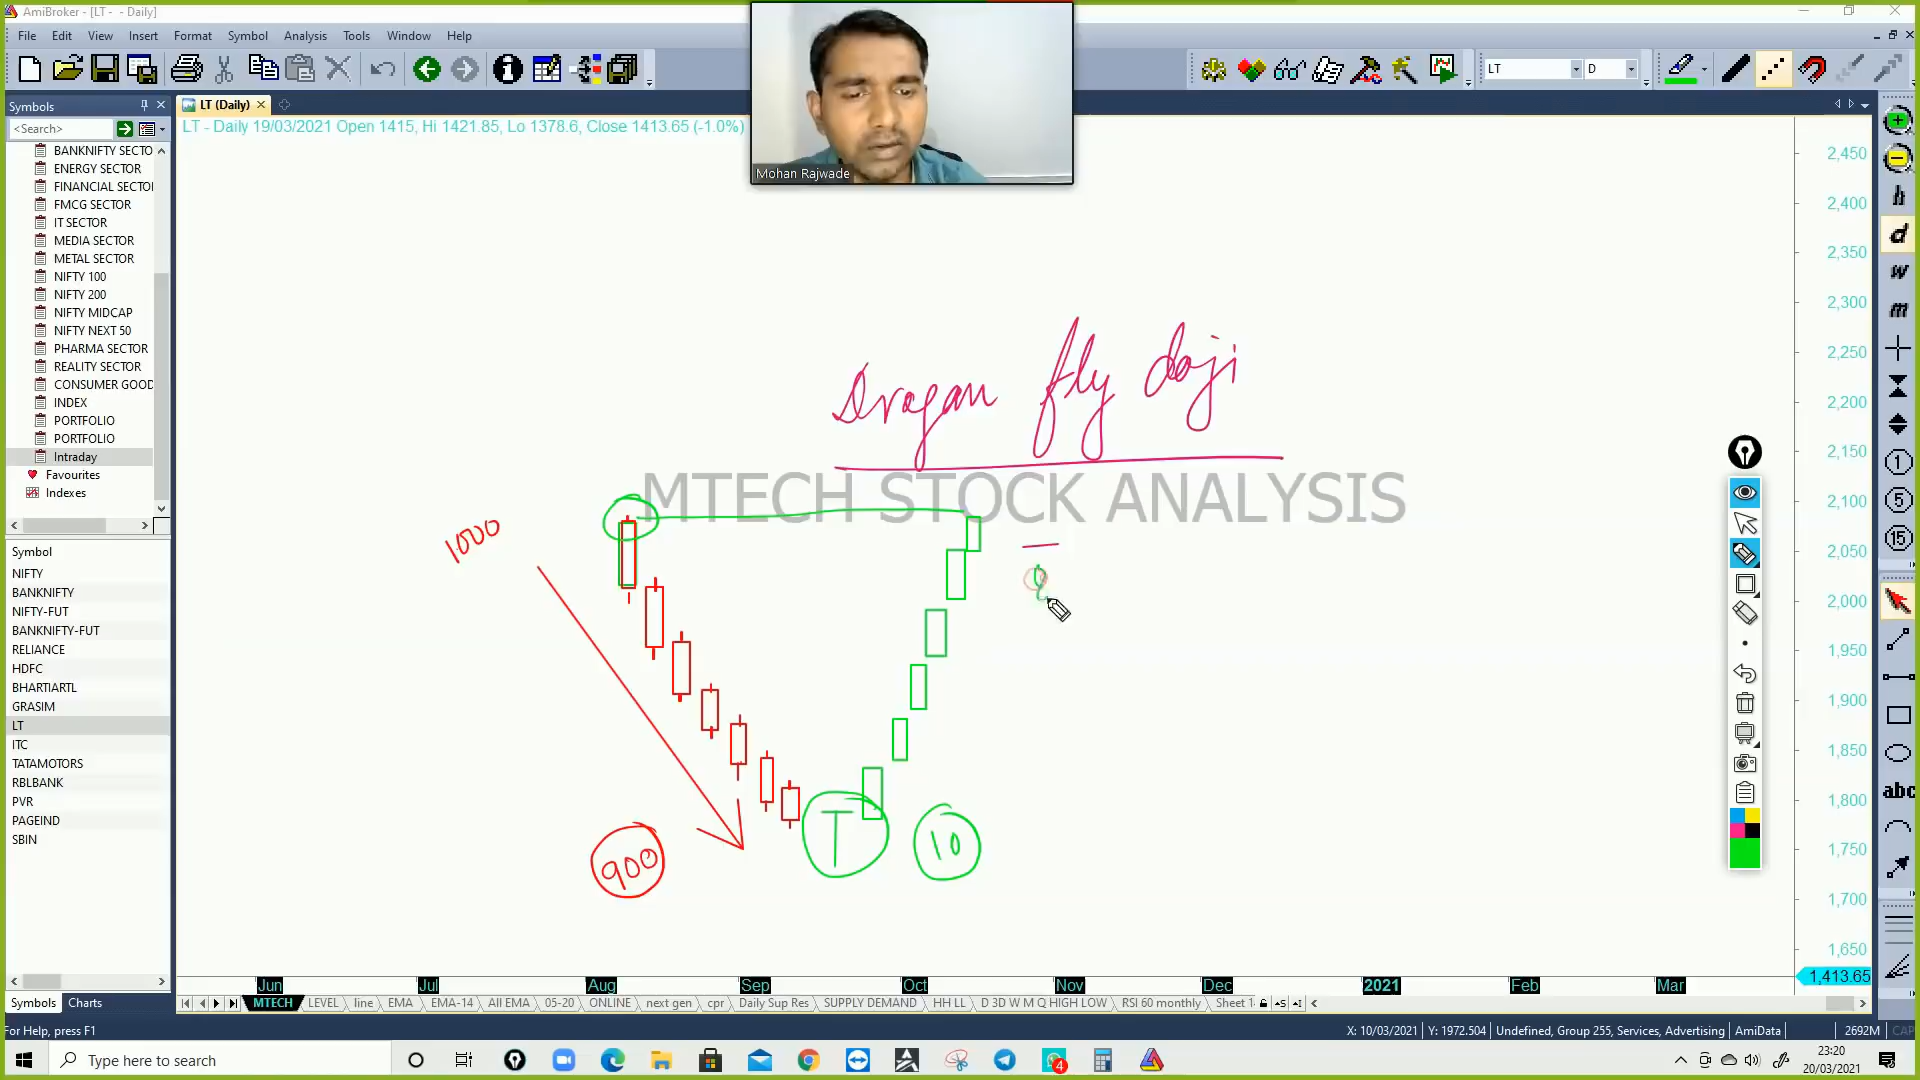 AmiBroker - [LT - - Daily]
File Edit View Insert Format Symbol Analysis Tools Window Help
LT D
Symbols
LT (Daily)
<Search>
LT - Daily 19/03/2021 Open 1415, Hi 1421.85, Lo 1378.6, Close 1413.65 (-1.0%)
Mohan Rajwade
BANKNIFTY SECTO
ENERGY SECTOR
FINANCIAL SECTOR
FMCG SECTOR
IT SECTOR
MEDIA SECTOR
METAL SECTOR
NIFTY 100
NIFTY 200
NIFTY MIDCAP
NIFTY NEXT 50
PHARMA SECTOR
REALITY SECTOR
CONSUMER GOOD
INDEX
PORTFOLIO
PORTFOLIO
Intraday
Favourites
Indexes
Symbol
NIFTY
BANKNIFTY
NIFTY-FUT
BANKNIFTY-FUT
RELIANCE
HDFC
BHARTIARTL
GRASIM
LT
ITC
TATAMOTORS
RBLBANK
PVR
PAGEIND
SBIN
Symbols Charts
Dragan fly doji
MTECH STOCK ANALYSIS
1000
900
T
10
2,450
2,400
2,350
2,300
2,250
2,200
2,150
2,100
2,050
2,000
1,950
1,900
1,850
1,800
1,750
1,700
1,650
1,413.65
h
d
w
m
1
5
15
abc
Jun Jul Aug Sep Oct Nov Dec 2021 Feb Mar
MTECH LEVEL line EMA EMA-14 All EMA 05-20 ONLINE next gen cpr Daily Sup Res SUPPLY DEMAND HH LL D 3D W M Q HIGH LOW RSI 60 monthly Sheet 1
For Help, press F1
X: 10/03/2021 Y: 1972.504 Undefined, Group 255, Services, Advertising AmiData 2692M CAP
Type here to search
4
23:20
20/03/2021